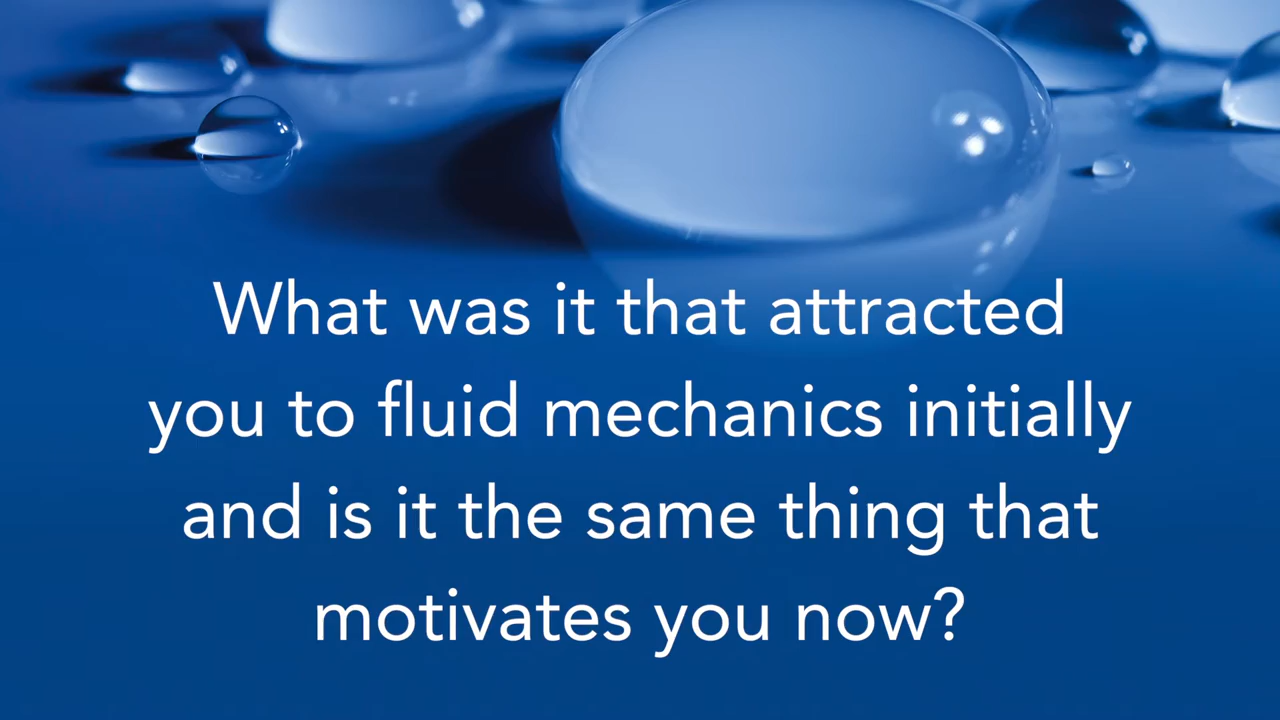 What was it that attracted
you to fluid mechanics initially
and is it the same thing that
motivates you now?